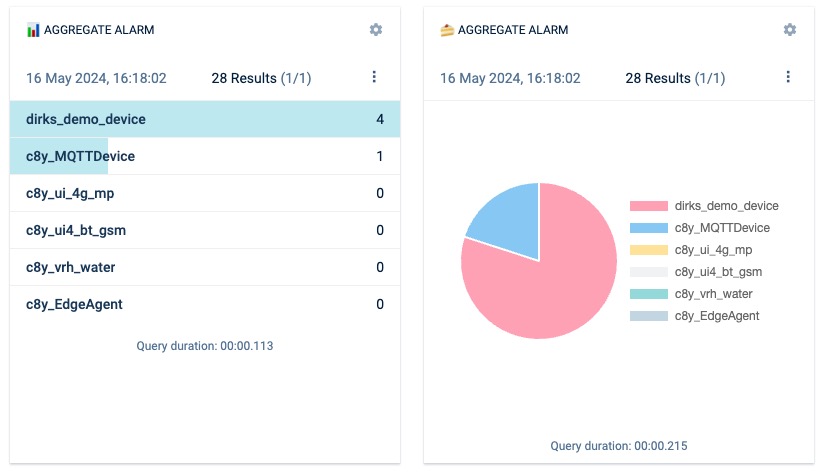 AGGREGATE ALARM
16 May 2024, 16:18:02 28 Results (1/1)
dirks_demo_device 4
c8y_MQTTDevice 1
c8y_ui_4g_mp 0
c8y_ui4_bt_gsm 0
c8y_vrh_water 0
c8y_EdgeAgent 0
Query duration: 00:00.113
AGGREGATE ALARM
16 May 2024, 16:18:02 28 Results (1/1)
dirks_demo_device
c8y_MQTTDevice
c8y_ui_4g_mp
c8y_ui4_bt_gsm
c8y_vrh_water
c8y_EdgeAgent
Query duration: 00:00.215